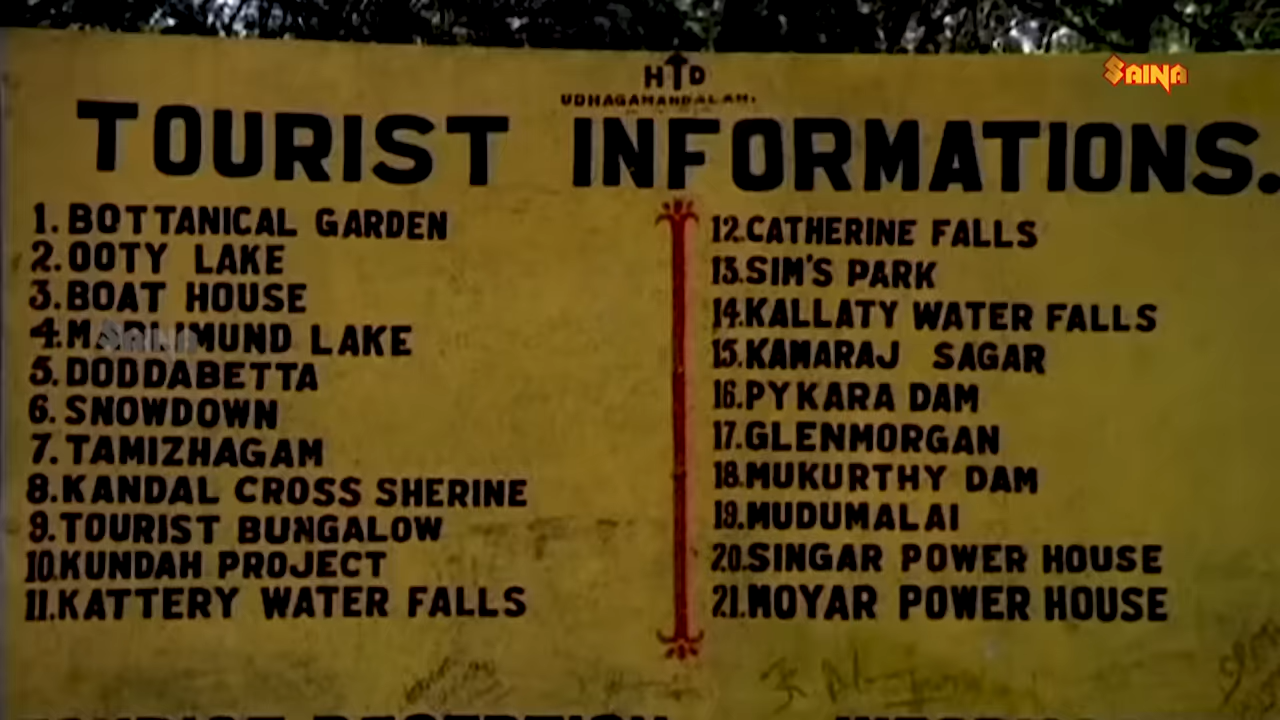 SAINA
HTD
UDHAGAMANDALAM.
TOURIST INFORMATIONS.
1. BOTTANICAL GARDEN
2. OOTY LAKE
3. BOAT HOUSE
4. MARLIMUND LAKE
5. DODDABETTA
6. SNOWDOWN
7. TAMIZHAGAM
8. KANDAL CROSS SHERINE
9. TOURIST BUNGALOW
10. KUNDAH PROJECT
11. KATTERY WATER FALLS
12. CATHERINE FALLS
13. SIM'S PARK
14. KALLATY WATER FALLS
15. KAMARAJ SAGAR
16. PYKARA DAM
17. GLENMORGAN
18. MUKURTHY DAM
19. MUDUMALAI
20. SINGAR POWER HOUSE
21. MOYAR POWER HOUSE